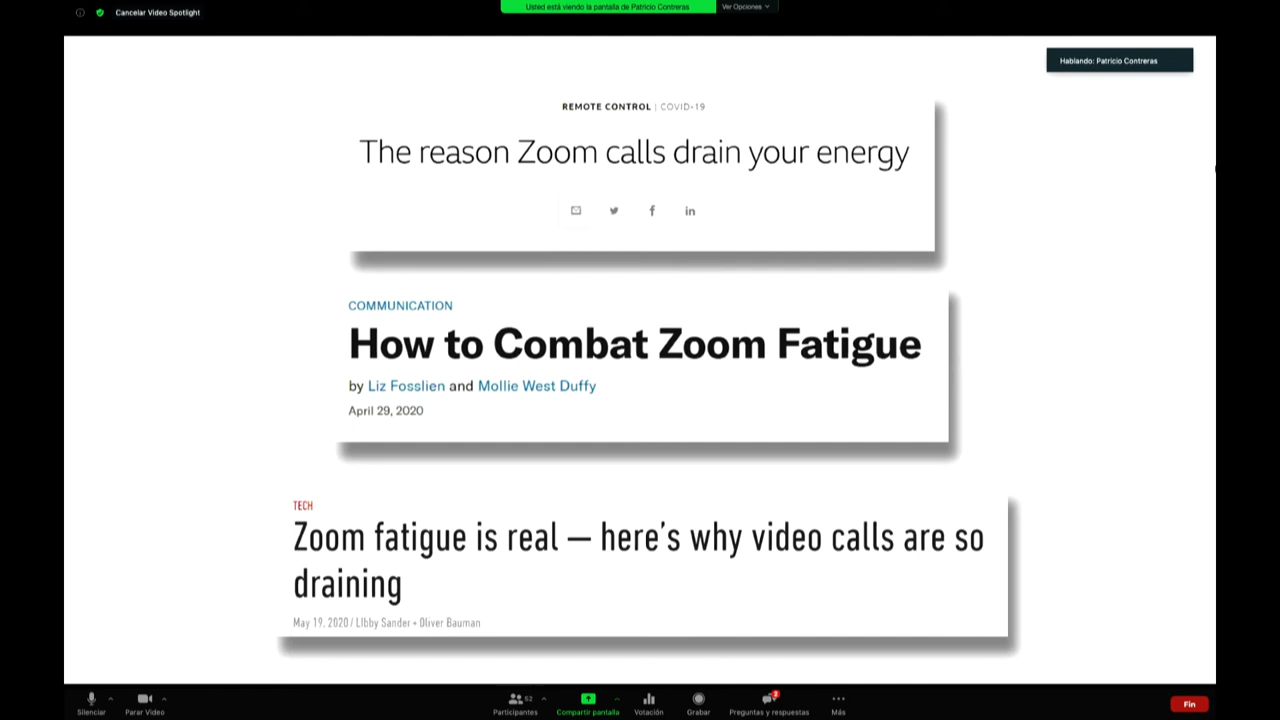 Cancelar Video Spotlight
Usted está viendo la pantalla de Patricio Contreras
Ver Opciones
Hablando: Patricio Contreras
REMOTE CONTROL | COVID-19
The reason Zoom calls drain your energy
COMMUNICATION
How to Combat Zoom Fatigue
by Liz Fosslien and Mollie West Duffy
April 29, 2020
TECH
Zoom fatigue is real — here's why video calls are so
draining
May 19, 2020 / LIbby Sander + Oliver Bauman
Silenciar
Parar Video
Participantes
52
Compartir pantalla
Votación
Grabar
Preguntas y respuestas
2
Más
Fin